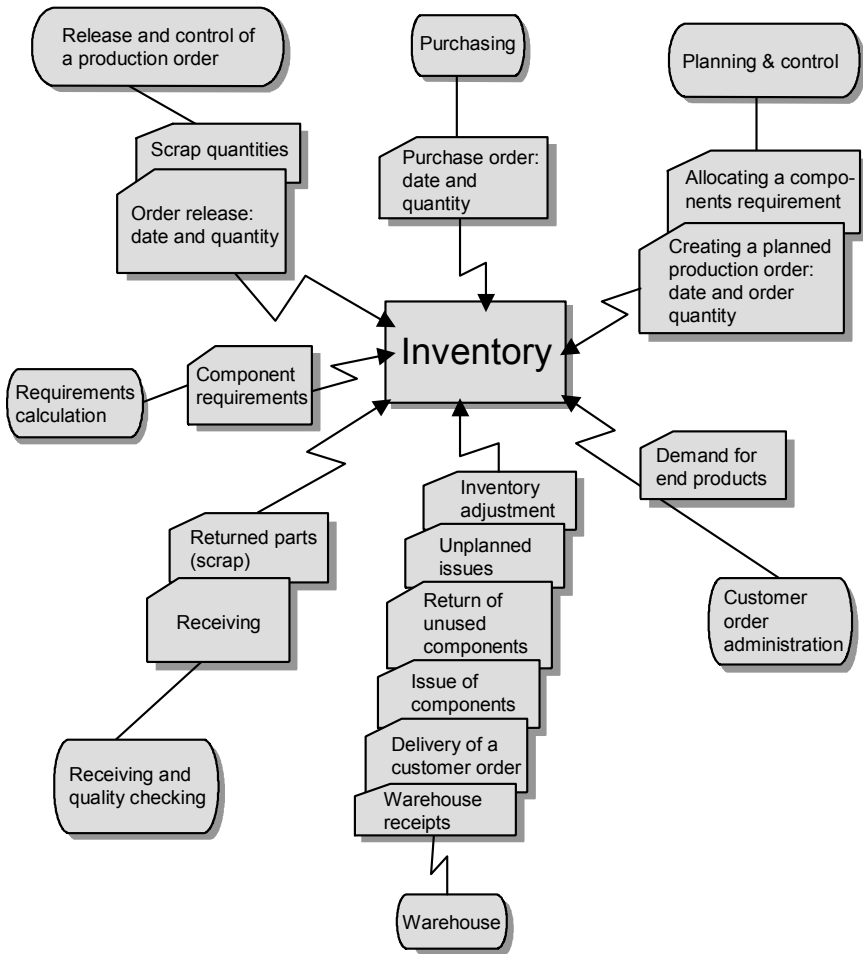 Release and control of
a production order
Purchasing
Planning & control
Scrap quantities
Order release:
date and quantity
Purchase order:
date and
quantity
Allocating a compo-
nents requirement
Creating a planned
production order:
date and order
quantity
Inventory
Requirements
calculation
Component
requirements
Demand for
end products
Customer
order
administration
Returned parts
(scrap)
Receiving
Receiving and
quality checking
Inventory
adjustment
Unplanned
issues
Return of
unused
components
Issue of
components
Delivery of a
customer order
Warehouse
receipts
Warehouse